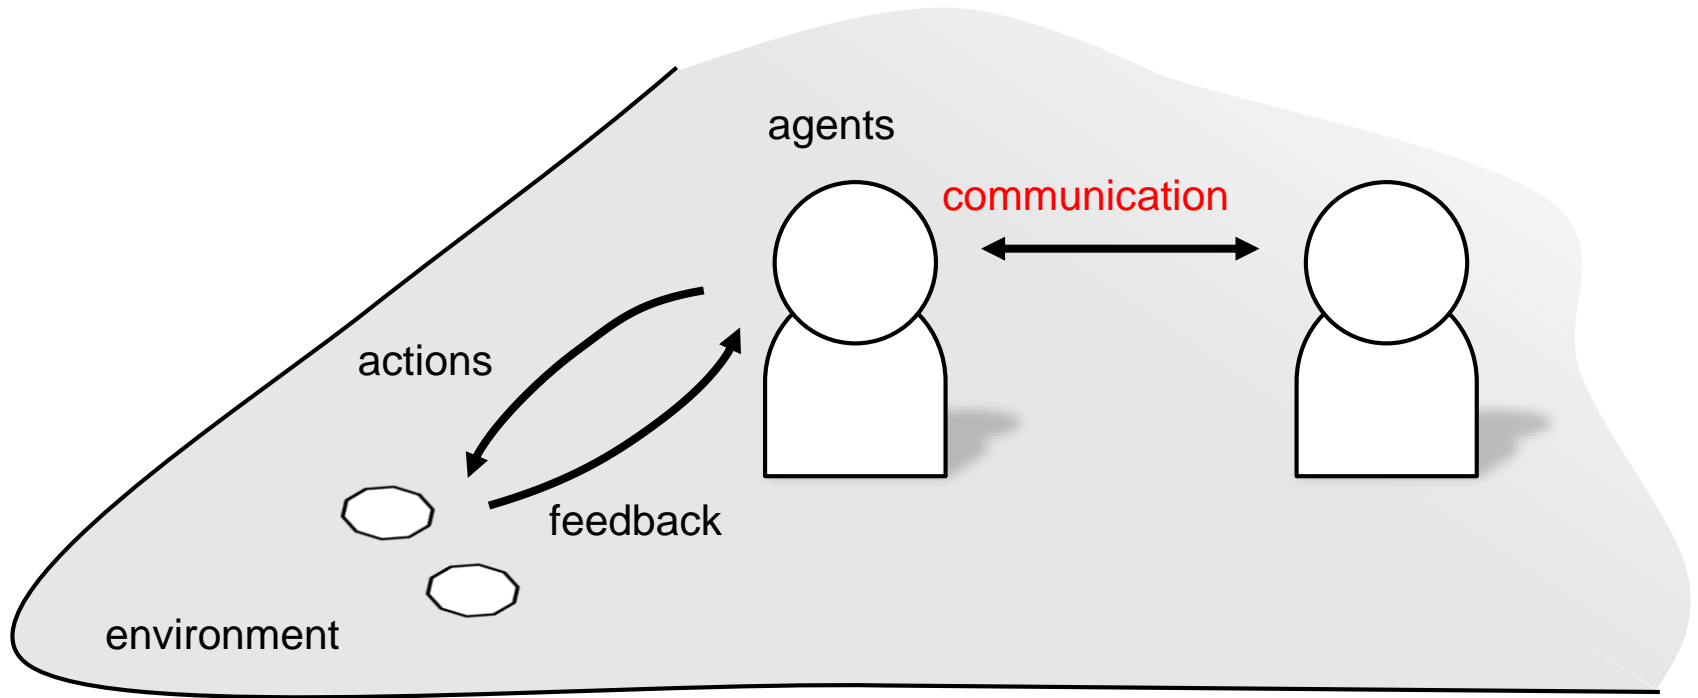 agents
communication
actions
feedback
environment